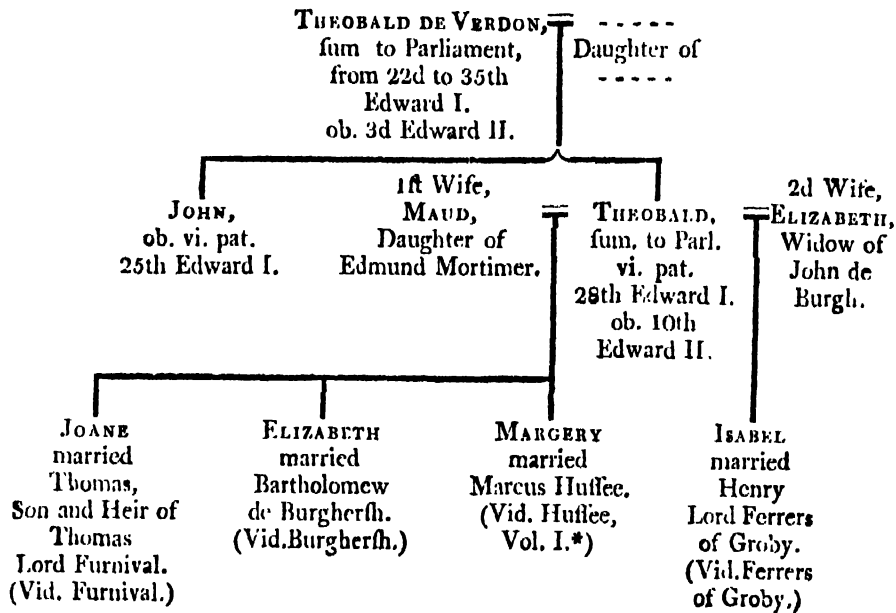 THEOBALD DE VERDON,
ſum to Parliament,
from 22d to 35th
Edward I.
ob. 3d Edward II.
- - - - -
Daughter of
- - - - -
JOHN,
ob. vi. pat.
25th Edward I.
1ſt Wife,
MAUD,
Daughter of
Edmund Mortimer.
THEOBALD,
ſum. to Parl.
vi. pat.
28th Edward I.
ob. 10th
Edward II.
2d Wife,
ELIZABETH,
Widow of
John de
Burgh.
JOANE
married
Thomas,
Son and Heir of
Thomas
Lord Furnival.
(Vid. Furnival.)
ELIZABETH
married
Bartholomew
de Burgherſh.
(Vid.Burgherſh.)
MARGERY
married
Marcus Huſſee.
(Vid. Huſſee,
Vol. I.*)
ISABEL
married
Henry
Lord Ferrers
of Groby.
(Vid.Ferrers
of Groby.)